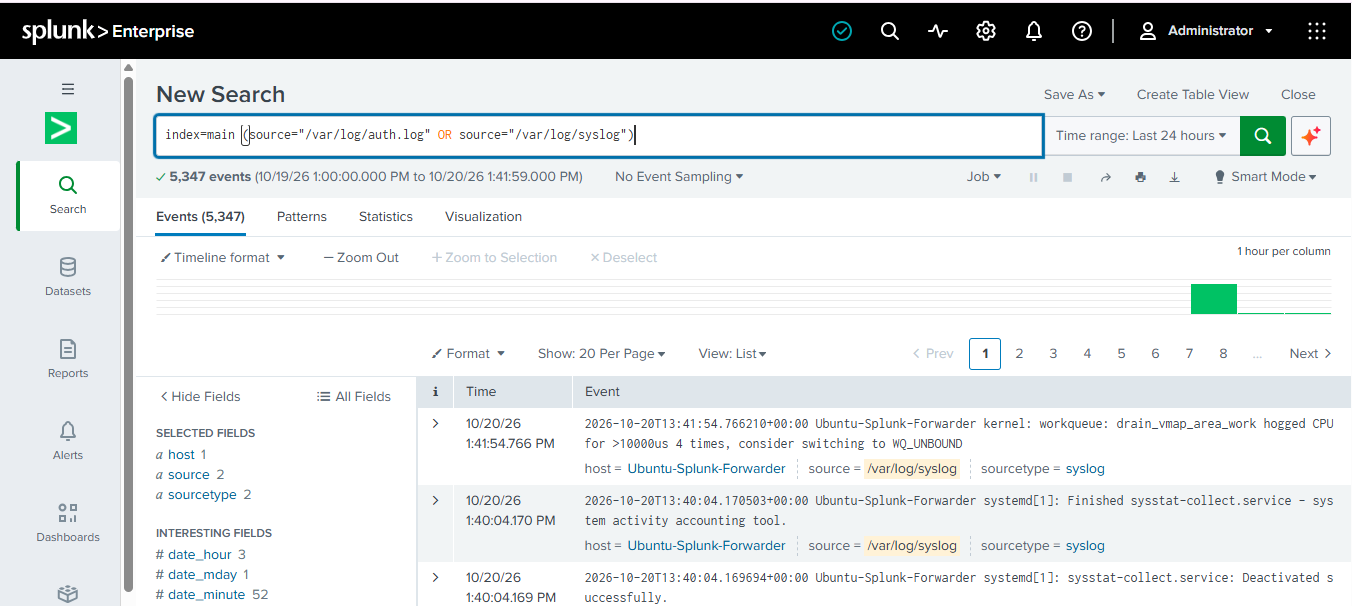 splunk> Enterprise
Administrator
New Search
Save As
Create Table View
Close
index=main (source="/var/log/auth.log" OR source="/var/log/syslog")
Time range: Last 24 hours
5,347 events (10/19/26 1:00:00.000 PM to 10/20/26 1:41:59.000 PM)
No Event Sampling
Job
Smart Mode
Search
Datasets
Reports
Alerts
Dashboards
Events (5,347)
Patterns
Statistics
Visualization
Timeline format
— Zoom Out
+ Zoom to Selection
× Deselect
1 hour per column
Format
Show: 20 Per Page
View: List
< Prev
1
2
3
4
5
6
7
8
...
Next >
< Hide Fields
All Fields
SELECTED FIELDS
a host 1
a source 2
a sourcetype 2
INTERESTING FIELDS
# date_hour 3
# date_mday 1
# date_minute 52
i
Time
Event
10/20/26
1:41:54.766 PM
2026-10-20T13:41:54.766210+00:00 Ubuntu-Splunk-Forwarder kernel: workqueue: drain_vmap_area_work hogged CPU
for >10000us 4 times, consider switching to WQ_UNBOUND
host = Ubuntu-Splunk-Forwarder source = /var/log/syslog sourcetype = syslog
10/20/26
1:40:04.170 PM
2026-10-20T13:40:04.170503+00:00 Ubuntu-Splunk-Forwarder systemd[1]: Finished sysstat-collect.service - sys
tem activity accounting tool.
host = Ubuntu-Splunk-Forwarder source = /var/log/syslog sourcetype = syslog
10/20/26
1:40:04.169 PM
2026-10-20T13:40:04.169694+00:00 Ubuntu-Splunk-Forwarder systemd[1]: sysstat-collect.service: Deactivated s
uccessfully.